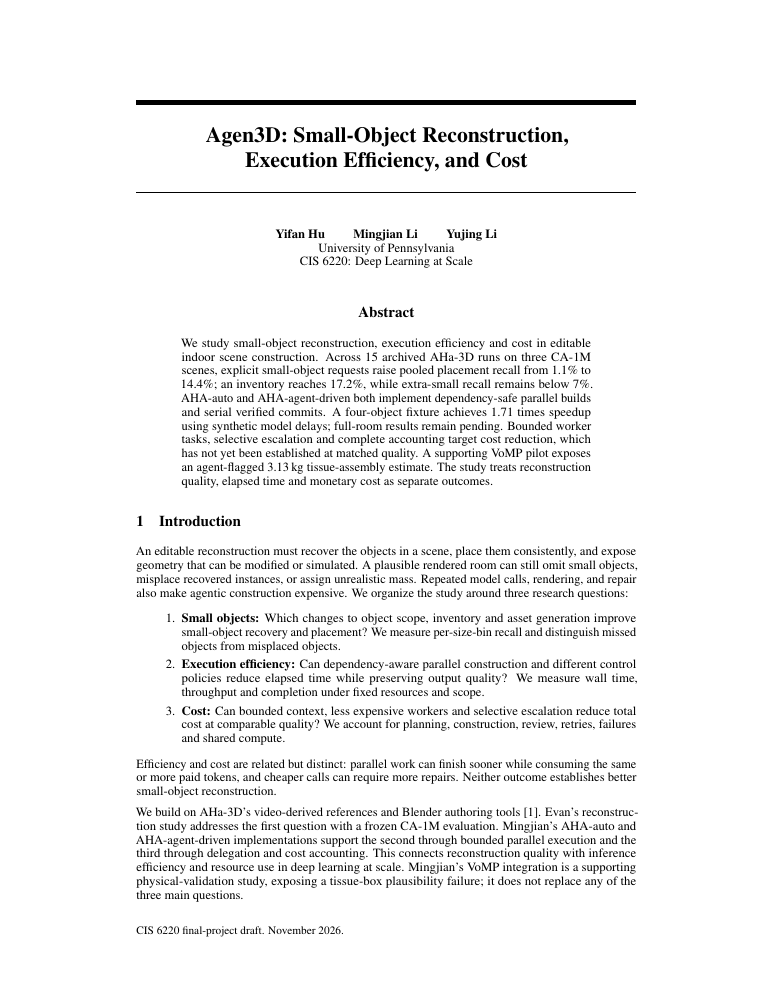 Agen3D: Small-Object Reconstruction,
Execution Efficiency, and Cost
Yifan Hu Mingjian Li Yujing Li
University of Pennsylvania
CIS 6220: Deep Learning at Scale
Abstract
We study small-object reconstruction, execution efficiency and cost in editable
indoor scene construction. Across 15 archived AHa-3D runs on three CA-1M
scenes, explicit small-object requests raise pooled placement recall from 1.1% to
14.4%; an inventory reaches 17.2%, while extra-small recall remains below 7%.
AHA-auto and AHA-agent-driven both implement dependency-safe parallel builds
and serial verified commits. A four-object fixture achieves 1.71 times speedup
using synthetic model delays; full-room results remain pending. Bounded worker
tasks, selective escalation and complete accounting target cost reduction, which
has not yet been established at matched quality. A supporting VoMP pilot exposes
an agent-flagged 3.13 kg tissue-assembly estimate. The study treats reconstruction
quality, elapsed time and monetary cost as separate outcomes.
1 Introduction
An editable reconstruction must recover the objects in a scene, place them consistently, and expose
geometry that can be modified or simulated. A plausible rendered room can still omit small objects,
misplace recovered instances, or assign unrealistic mass. Repeated model calls, rendering, and repair
also make agentic construction expensive. We organize the study around three research questions:
1. Small objects: Which changes to object scope, inventory and asset generation improve
small-object recovery and placement? We measure per-size-bin recall and distinguish missed
objects from misplaced objects.
2. Execution efficiency: Can dependency-aware parallel construction and different control
policies reduce elapsed time while preserving output quality? We measure wall time,
throughput and completion under fixed resources and scope.
3. Cost: Can bounded context, less expensive workers and selective escalation reduce total
cost at comparable quality? We account for planning, construction, review, retries, failures
and shared compute.
Efficiency and cost are related but distinct: parallel work can finish sooner while consuming the same
or more paid tokens, and cheaper calls can require more repairs. Neither outcome establishes better
small-object reconstruction.
We build on AHa-3D's video-derived references and Blender authoring tools [1]. Evan's reconstruc-
tion study addresses the first question with a frozen CA-1M evaluation. Mingjian's AHA-auto and
AHA-agent-driven implementations support the second through bounded parallel execution and the
third through delegation and cost accounting. This connects reconstruction quality with inference
efficiency and resource use in deep learning at scale. Mingjian's VoMP integration is a supporting
physical-validation study, exposing a tissue-box plausibility failure; it does not replace any of the
three main questions.
CIS 6220 final-project draft. November 2026.